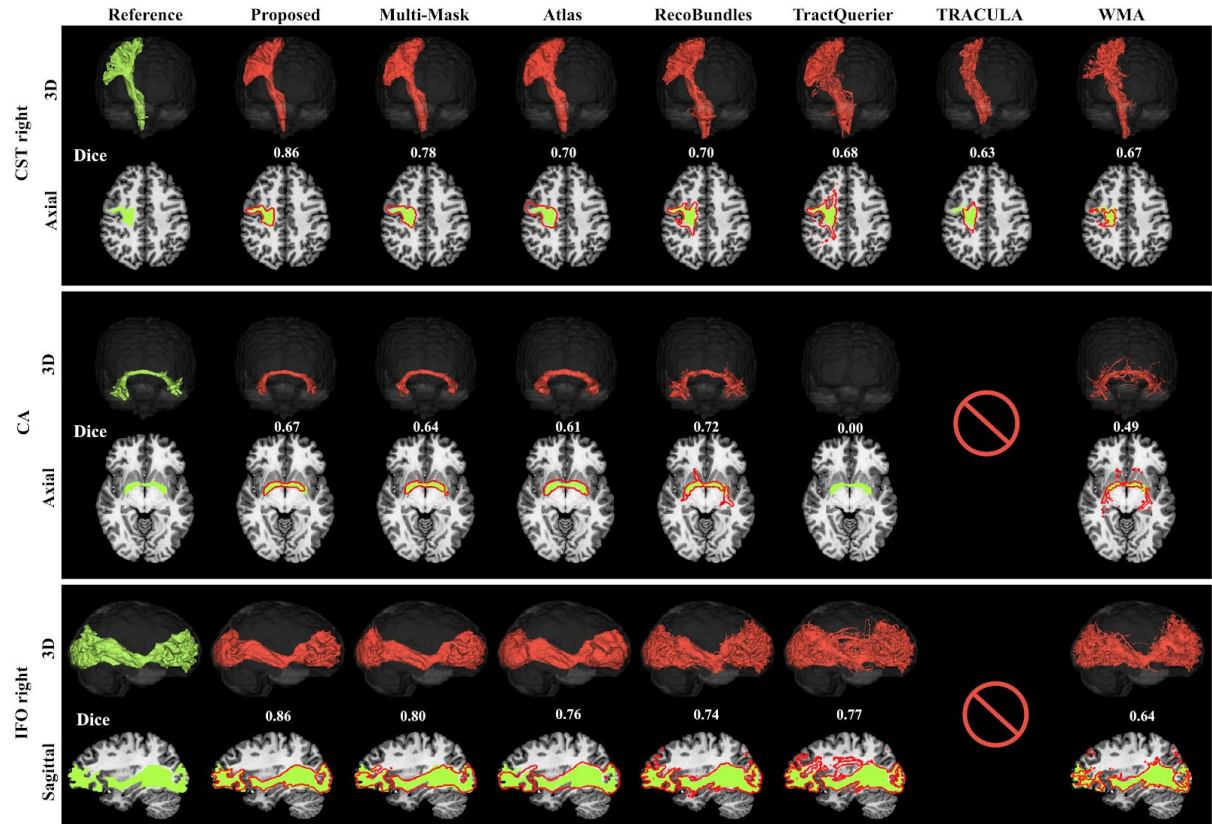 Reference Proposed Multi-Mask Atlas RecoBundles TractQuerier TRACULA WMA
CST right
3D
Dice 0.86 0.78 0.70 0.70 0.68 0.63 0.67
Axial
CA
3D
Dice 0.67 0.64 0.61 0.72 0.00 0.49
Axial
IFO right
3D
Dice 0.86 0.80 0.76 0.74 0.77 0.64
Sagittal